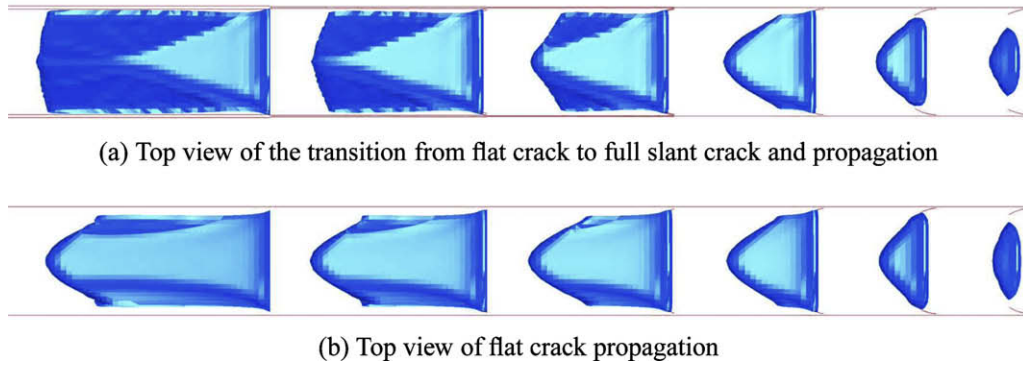 (a) Top view of the transition from flat crack to full slant crack and propagation
(b) Top view of flat crack propagation